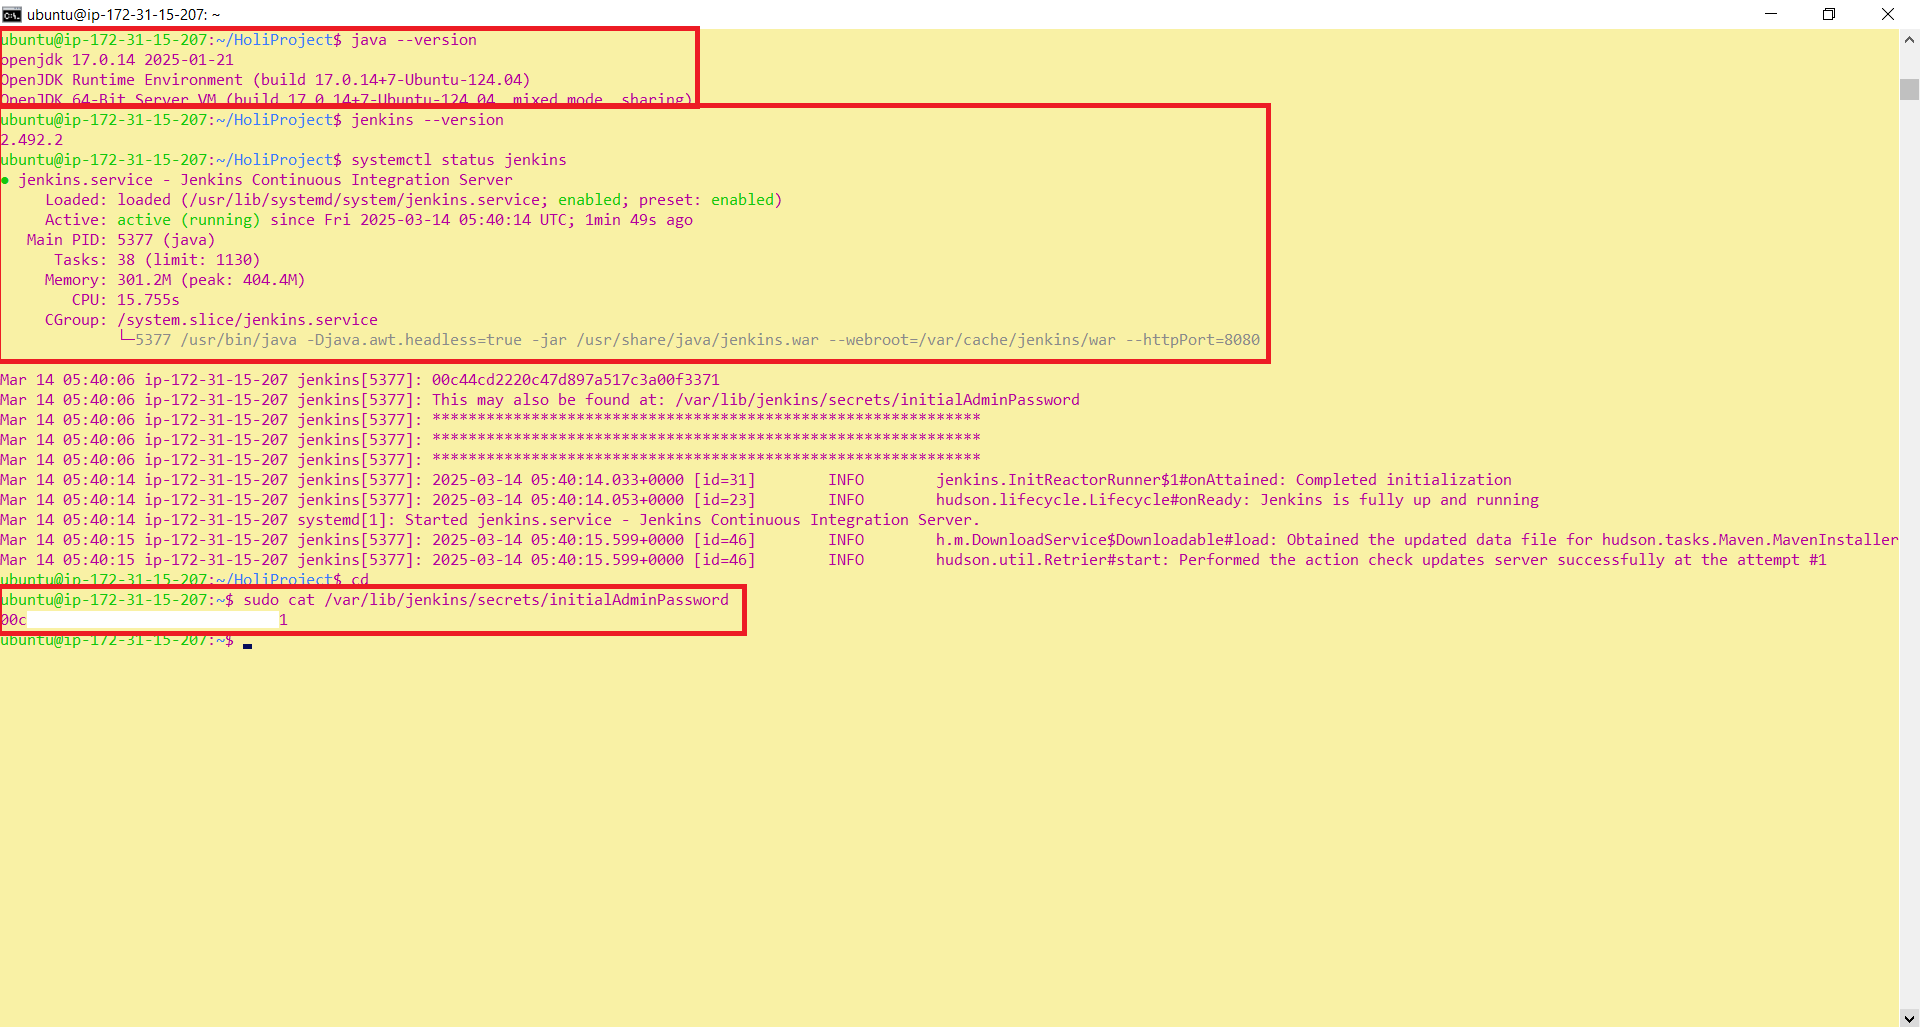 ubuntu@ip-172-31-15-207: ~
ubuntu@ip-172-31-15-207:~/HoliProject$ java --version
openjdk 17.0.14 2025-01-21
OpenJDK Runtime Environment (build 17.0.14+7-Ubuntu-124.04)
OpenJDK 64-Bit Server VM (build 17.0.14+7-Ubuntu-124.04, mixed mode, sharing)
ubuntu@ip-172-31-15-207:~/HoliProject$ jenkins --version
2.492.2
ubuntu@ip-172-31-15-207:~/HoliProject$ systemctl status jenkins
● jenkins.service - Jenkins Continuous Integration Server
     Loaded: loaded (/usr/lib/systemd/system/jenkins.service; enabled; preset: enabled)
     Active: active (running) since Fri 2025-03-14 05:40:14 UTC; 1min 49s ago
   Main PID: 5377 (java)
      Tasks: 38 (limit: 1130)
     Memory: 301.2M (peak: 404.4M)
        CPU: 15.755s
     CGroup: /system.slice/jenkins.service
             └─5377 /usr/bin/java -Djava.awt.headless=true -jar /usr/share/java/jenkins.war --webroot=/var/cache/jenkins/war --httpPort=8080
Mar 14 05:40:06 ip-172-31-15-207 jenkins[5377]: 00c44cd2220c47d897a517c3a00f3371
Mar 14 05:40:06 ip-172-31-15-207 jenkins[5377]: This may also be found at: /var/lib/jenkins/secrets/initialAdminPassword
Mar 14 05:40:06 ip-172-31-15-207 jenkins[5377]: *************************************************************
Mar 14 05:40:06 ip-172-31-15-207 jenkins[5377]: *************************************************************
Mar 14 05:40:06 ip-172-31-15-207 jenkins[5377]: *************************************************************
Mar 14 05:40:14 ip-172-31-15-207 jenkins[5377]: 2025-03-14 05:40:14.033+0000 [id=31]        INFO        jenkins.InitReactorRunner$1#onAttained: Completed initialization
Mar 14 05:40:14 ip-172-31-15-207 jenkins[5377]: 2025-03-14 05:40:14.053+0000 [id=23]        INFO        hudson.lifecycle.Lifecycle#onReady: Jenkins is fully up and running
Mar 14 05:40:14 ip-172-31-15-207 systemd[1]: Started jenkins.service - Jenkins Continuous Integration Server.
Mar 14 05:40:15 ip-172-31-15-207 jenkins[5377]: 2025-03-14 05:40:15.599+0000 [id=46]        INFO        h.m.DownloadService$Downloadable#load: Obtained the updated data file for hudson.tasks.Maven.MavenInstaller
Mar 14 05:40:15 ip-172-31-15-207 jenkins[5377]: 2025-03-14 05:40:15.599+0000 [id=46]        INFO        hudson.util.Retrier#start: Performed the action check updates server successfully at the attempt #1
ubuntu@ip-172-31-15-207:~/HoliProject$ cd
ubuntu@ip-172-31-15-207:~$ sudo cat /var/lib/jenkins/secrets/initialAdminPassword
00c                            1
ubuntu@ip-172-31-15-207:~$